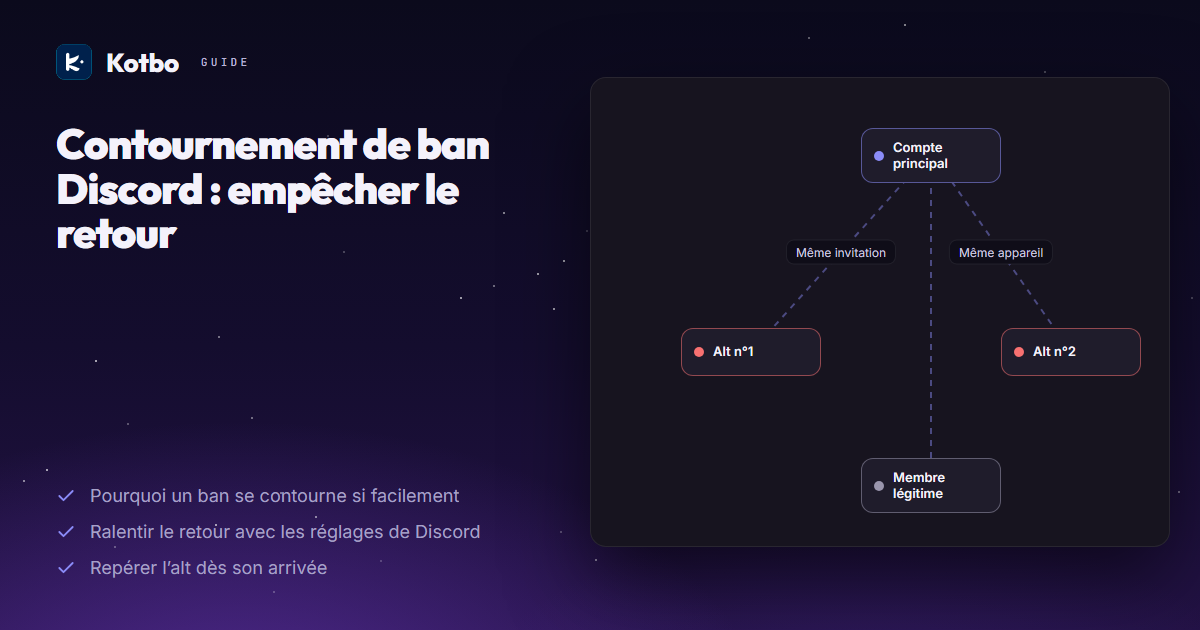 Kotbo
GUIDE
Contournement de ban
Discord : empêcher le
retour
Pourquoi un ban se contourne si facilement
Ralentir le retour avec les réglages de Discord
Repérer l’alt dès son arrivée
Compte
principal
Même invitation
Même appareil
Alt n°1
Alt n°2
Membre
légitime